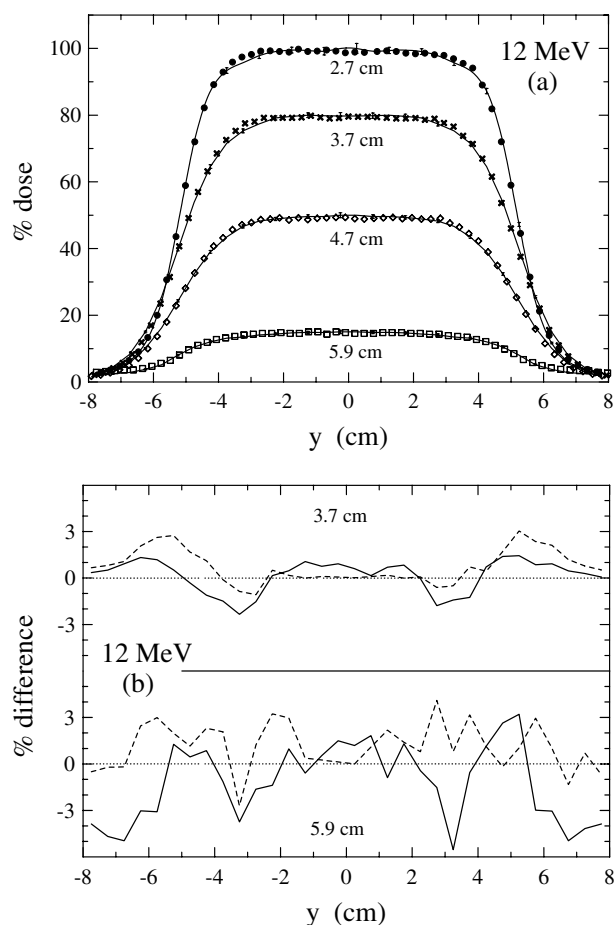 100
80
60
40
20
0
% dose
12 MeV
(a)
2.7 cm
3.7 cm
4.7 cm
5.9 cm
-8 -6 -4 -2 0 2 4 6 8
y (cm)
3
0
-3
3
0
-3
% difference
3.7 cm
12 MeV
(b)
5.9 cm
-8 -6 -4 -2 0 2 4 6 8
y (cm)